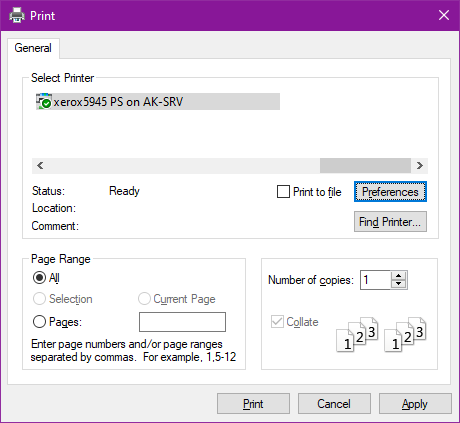 Print
General
Select Printer
xerox5945 PS on AK-SRV
Status: Ready
Print to file
Preferences
Location:
Comment:
Find Printer...
Page Range
All
Selection
Current Page
Pages:
Enter page numbers and/or page ranges
separated by commas. For example, 1,5-12
Number of copies: 1
Collate
1 2 3 1 2 3
Print
Cancel
Apply